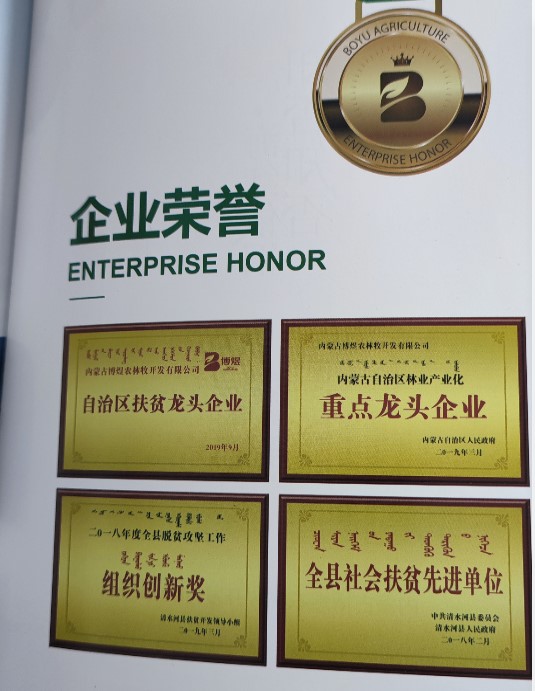 BOYU AGRICULTURE
B
ENTERPRISE HONOR
企业荣誉
ENTERPRISE HONOR
博煜
内蒙古博煜农林牧开发有限公司
自治区扶贫龙头企业
2019年9月
内蒙古博煜农林牧开发有限公司
内蒙古自治区林业产业化
重点龙头企业
内蒙古自治区人民政府
二〇一九年三月
二〇一八年度全县脱贫攻坚工作
组织创新奖
清水河县扶贫开发领导小组
二〇一九年三月
全县社会扶贫先进单位
中共清水河县委员会
清水河县人民政府
二〇一八年二月